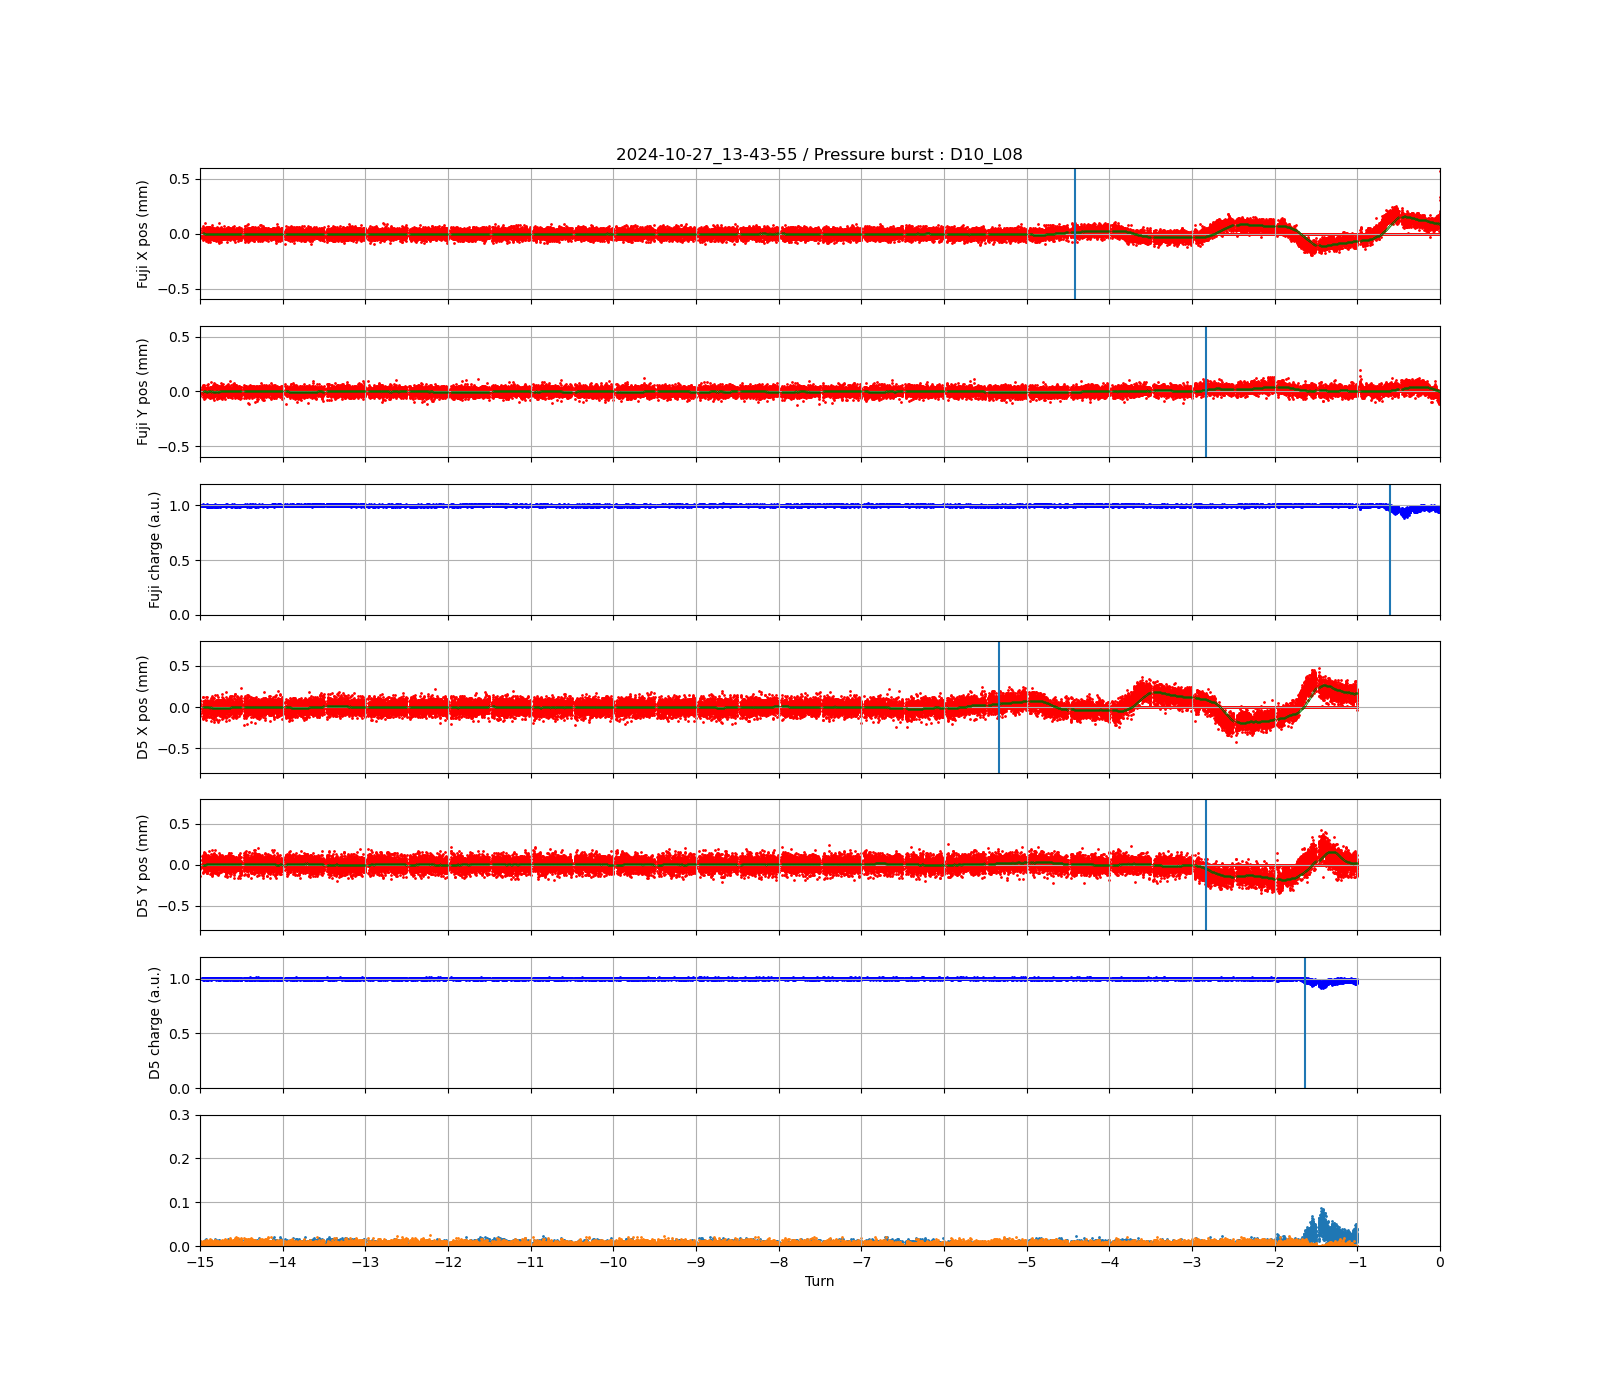 2024-10-27_13-43-55 / Pressure burst : D10_L08
Fuji X pos (mm)
0.5
0.0
−0.5
Fuji Y pos (mm)
0.5
0.0
−0.5
Fuji charge (a.u.)
1.0
0.5
0.0
D5 X pos (mm)
0.5
0.0
−0.5
D5 Y pos (mm)
0.5
0.0
−0.5
D5 charge (a.u.)
1.0
0.5
0.0
0.3
0.2
0.1
0.0
−15 −14 −13 −12 −11 −10 −9 −8 −7 −6 −5 −4 −3 −2 −1 0
Turn